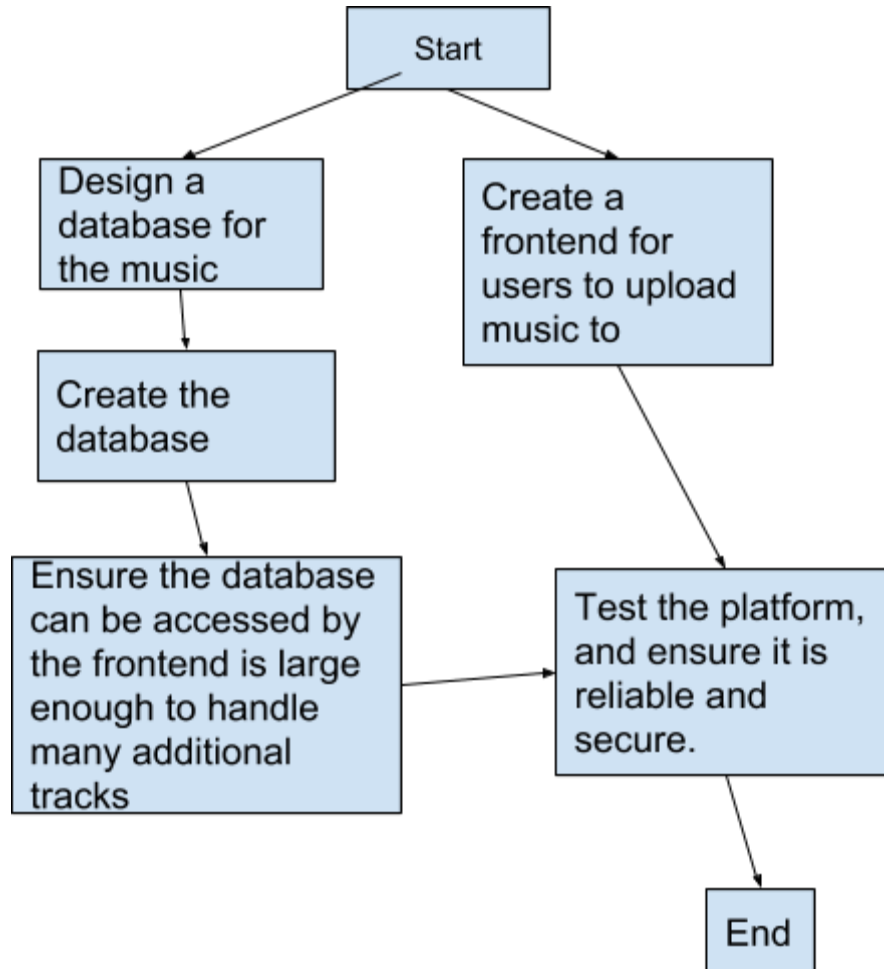 Start
Design a
database for
the music
Create a
frontend for
users to upload
music to
Create the
database
Ensure the database
can be accessed by
the frontend is large
enough to handle
many additional
tracks
Test the platform,
and ensure it is
reliable and
secure.
End